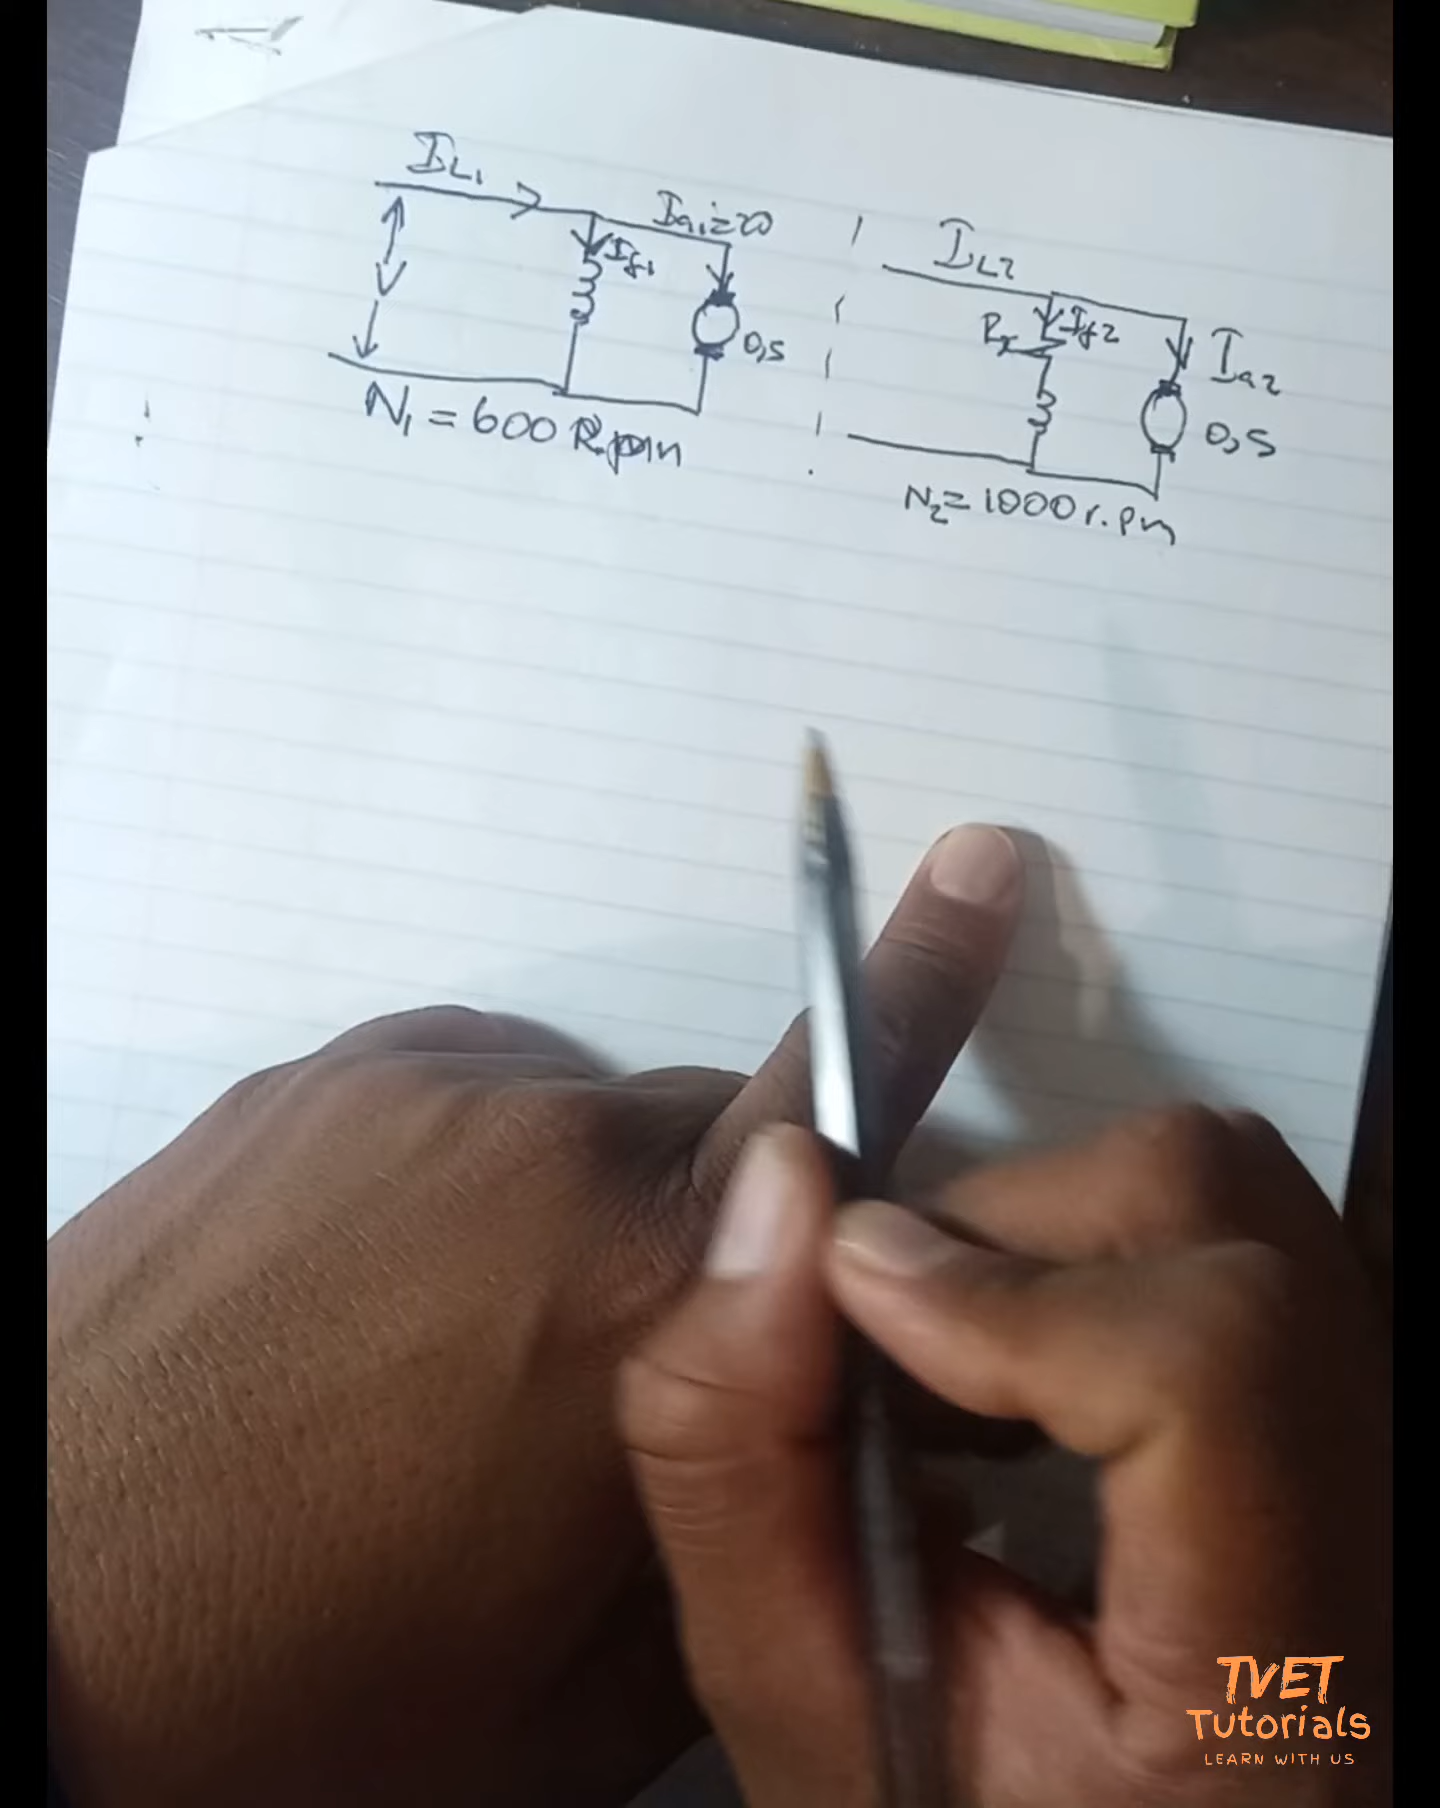 IL1
Ia1=20
If1
V
0,5
N1 = 600 R.pm
IL2
Rx
If2
Ia2
0,5
N2 = 1000 r.pm
TVET
Tutorials
LEARN WITH US